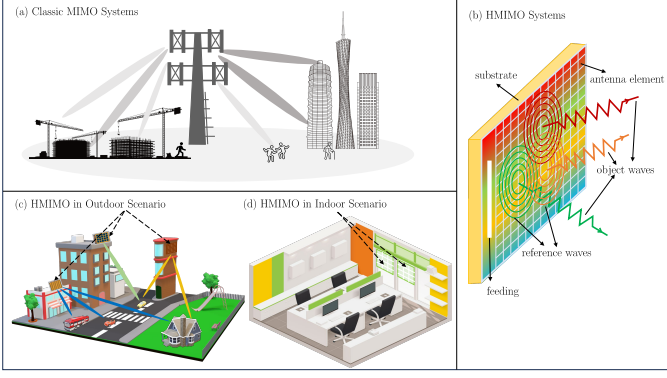 (a) Classic MIMO Systems
(b) HMIMO Systems
substrate
antenna element
object waves
reference waves
feeding
(c) HMIMO in Outdoor Scenario
(d) HMIMO in Indoor Scenario